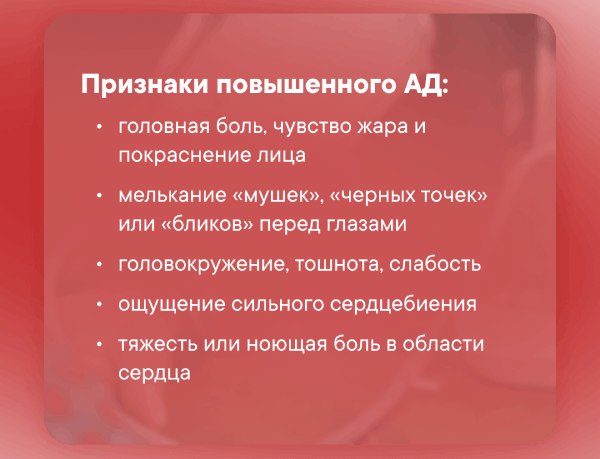 Признаки повышенного АД:
• головная боль, чувство жара и
покраснение лица
• мелькание «мушек», «черных точек»
или «бликов» перед глазами
• головокружение, тошнота, слабость
• ощущение сильного сердцебиения
• тяжесть или ноющая боль в области
сердца